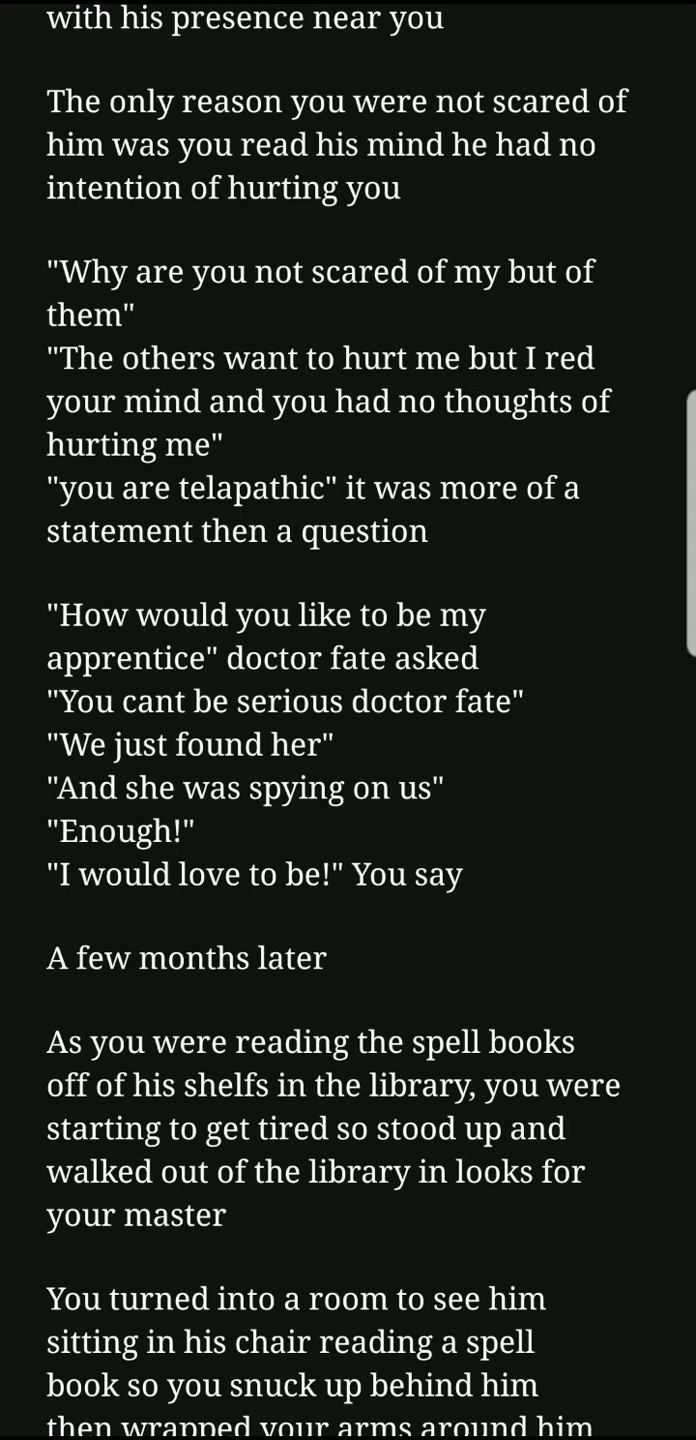 with his presence near you
The only reason you were not scared of
him was you read his mind he had no
intention of hurting you
"Why are you not scared of my but of
them"
"The others want to hurt me but I red
your mind and you had no thoughts of
hurting me"
"you are telapathic" it was more of a
statement then a question
"How would you like to be my
apprentice" doctor fate asked
"You cant be serious doctor fate"
"We just found her"
"And she was spying on us"
"Enough!"
"I would love to be!" You say
A few months later
As you were reading the spell books
off of his shelfs in the library, you were
starting to get tired so stood up and
walked out of the library in looks for
your master
You turned into a room to see him
sitting in his chair reading a spell
book so you snuck up behind him
then wrapped your arms around him